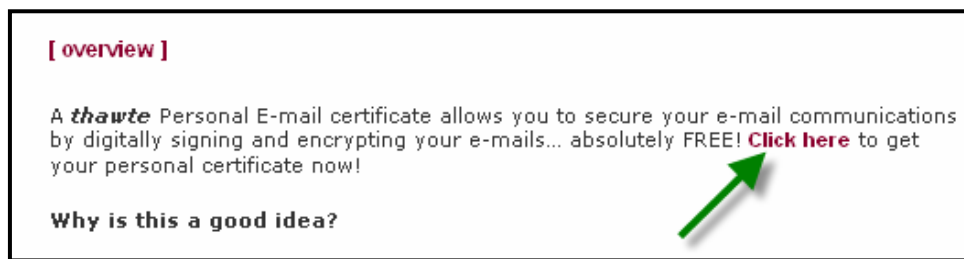 [ overview ]
A thawte Personal E-mail certificate allows you to secure your e-mail communications
by digitally signing and encrypting your e-mails... absolutely FREE! Click here to get
your personal certificate now!
Why is this a good idea?